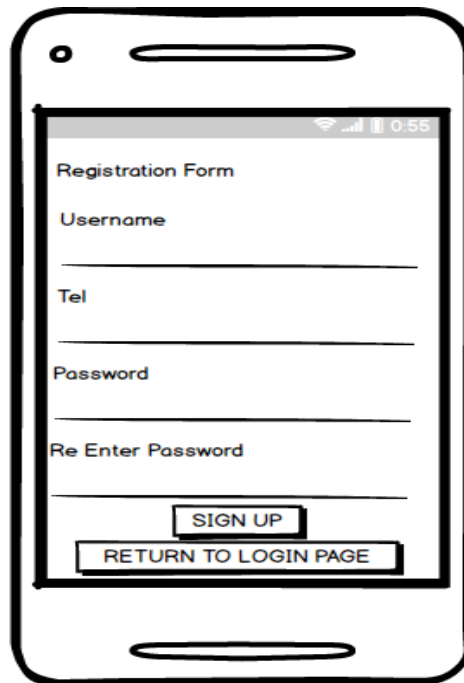 0:55
Registration Form
Username
Tel
Password
Re Enter Password
SIGN UP
RETURN TO LOGIN PAGE